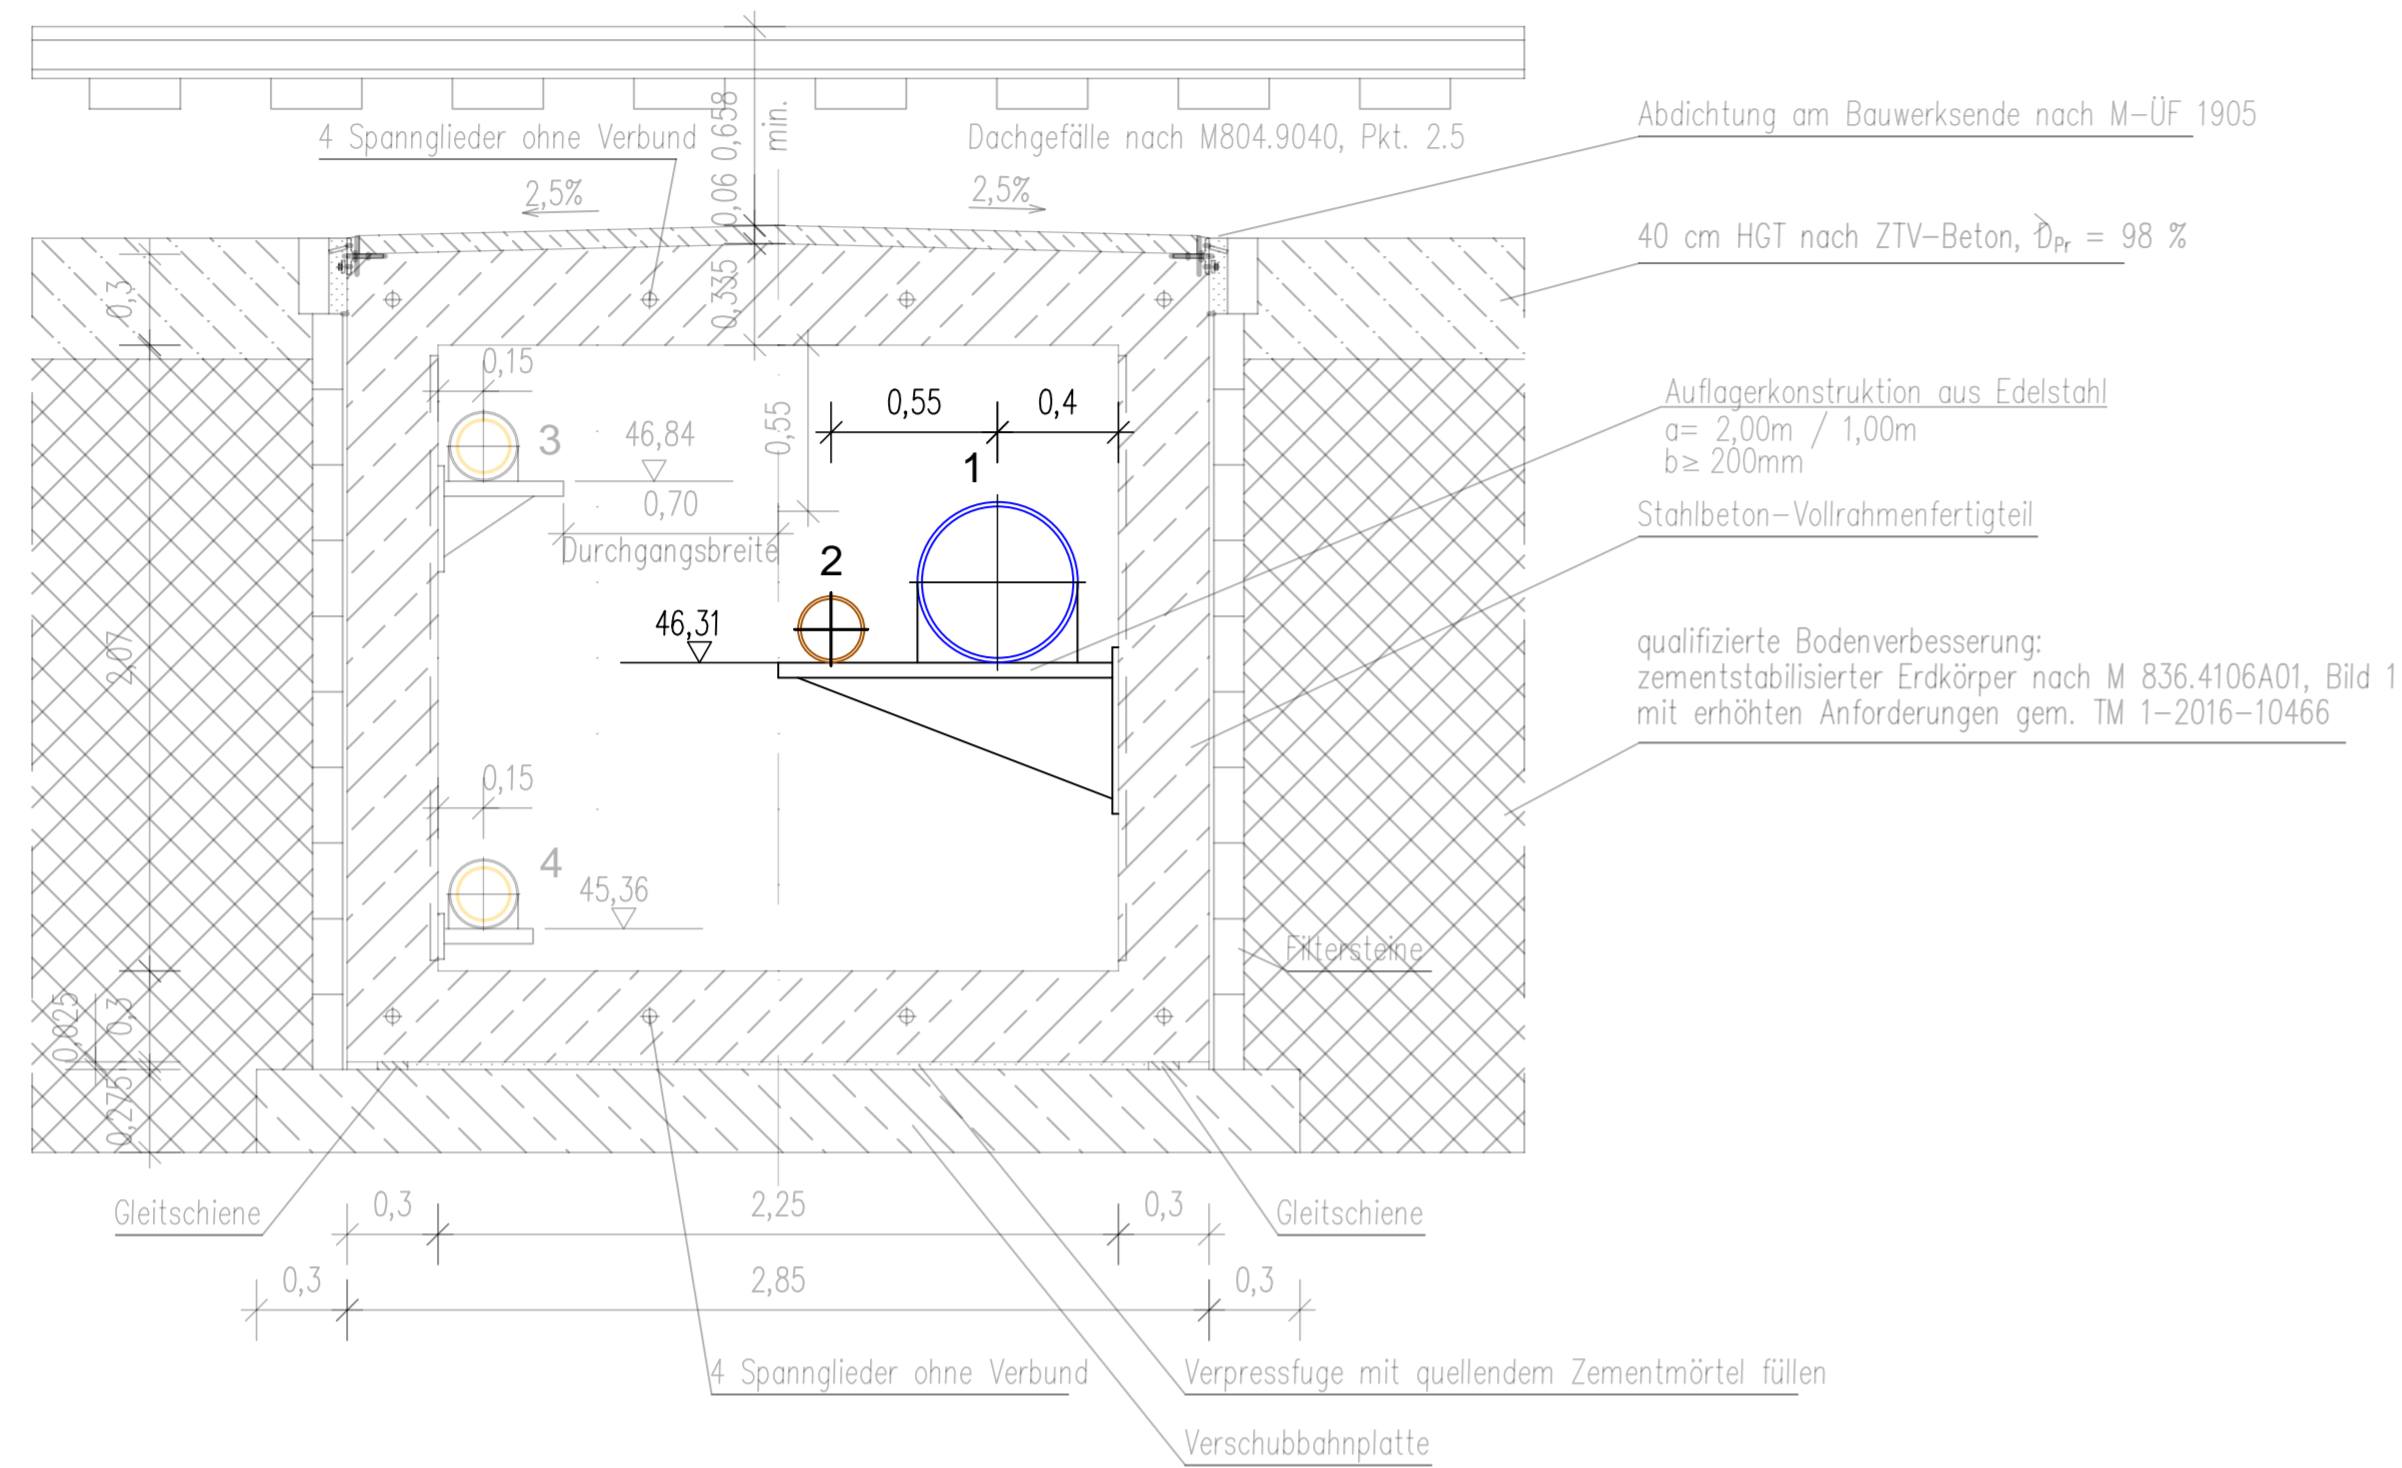 0,658
min.
0,06
0,335
4 Spannglieder ohne Verbund
Dachgefälle nach M804.9040, Pkt. 2.5
2,5%
2,5%
Abdichtung am Bauwerksende nach M-ÜF 1905
40 cm HGT nach ZTV-Beton, DPr = 98 %
0,3
0,15
0,55
0,55
0,4
3
46,84
1
0,70
Durchgangsbreite
2
46,31
Auflagerkonstruktion aus Edelstahl
a= 2,00m / 1,00m
b≥ 200mm
Stahlbeton-Vollrahmenfertigteil
qualifizierte Bodenverbesserung:
zementstabilisierter Erdkörper nach M 836.4106A01, Bild 1
mit erhöhten Anforderungen gem. TM 1-2016-10466
2,07
0,15
4
45,36
Filtersteine
0,025
0,3
0,275
Gleitschiene
0,3
2,25
0,3
Gleitschiene
0,3
2,85
0,3
4 Spannglieder ohne Verbund
Verpressfuge mit quellendem Zementmörtel füllen
Verschubbahnplatte